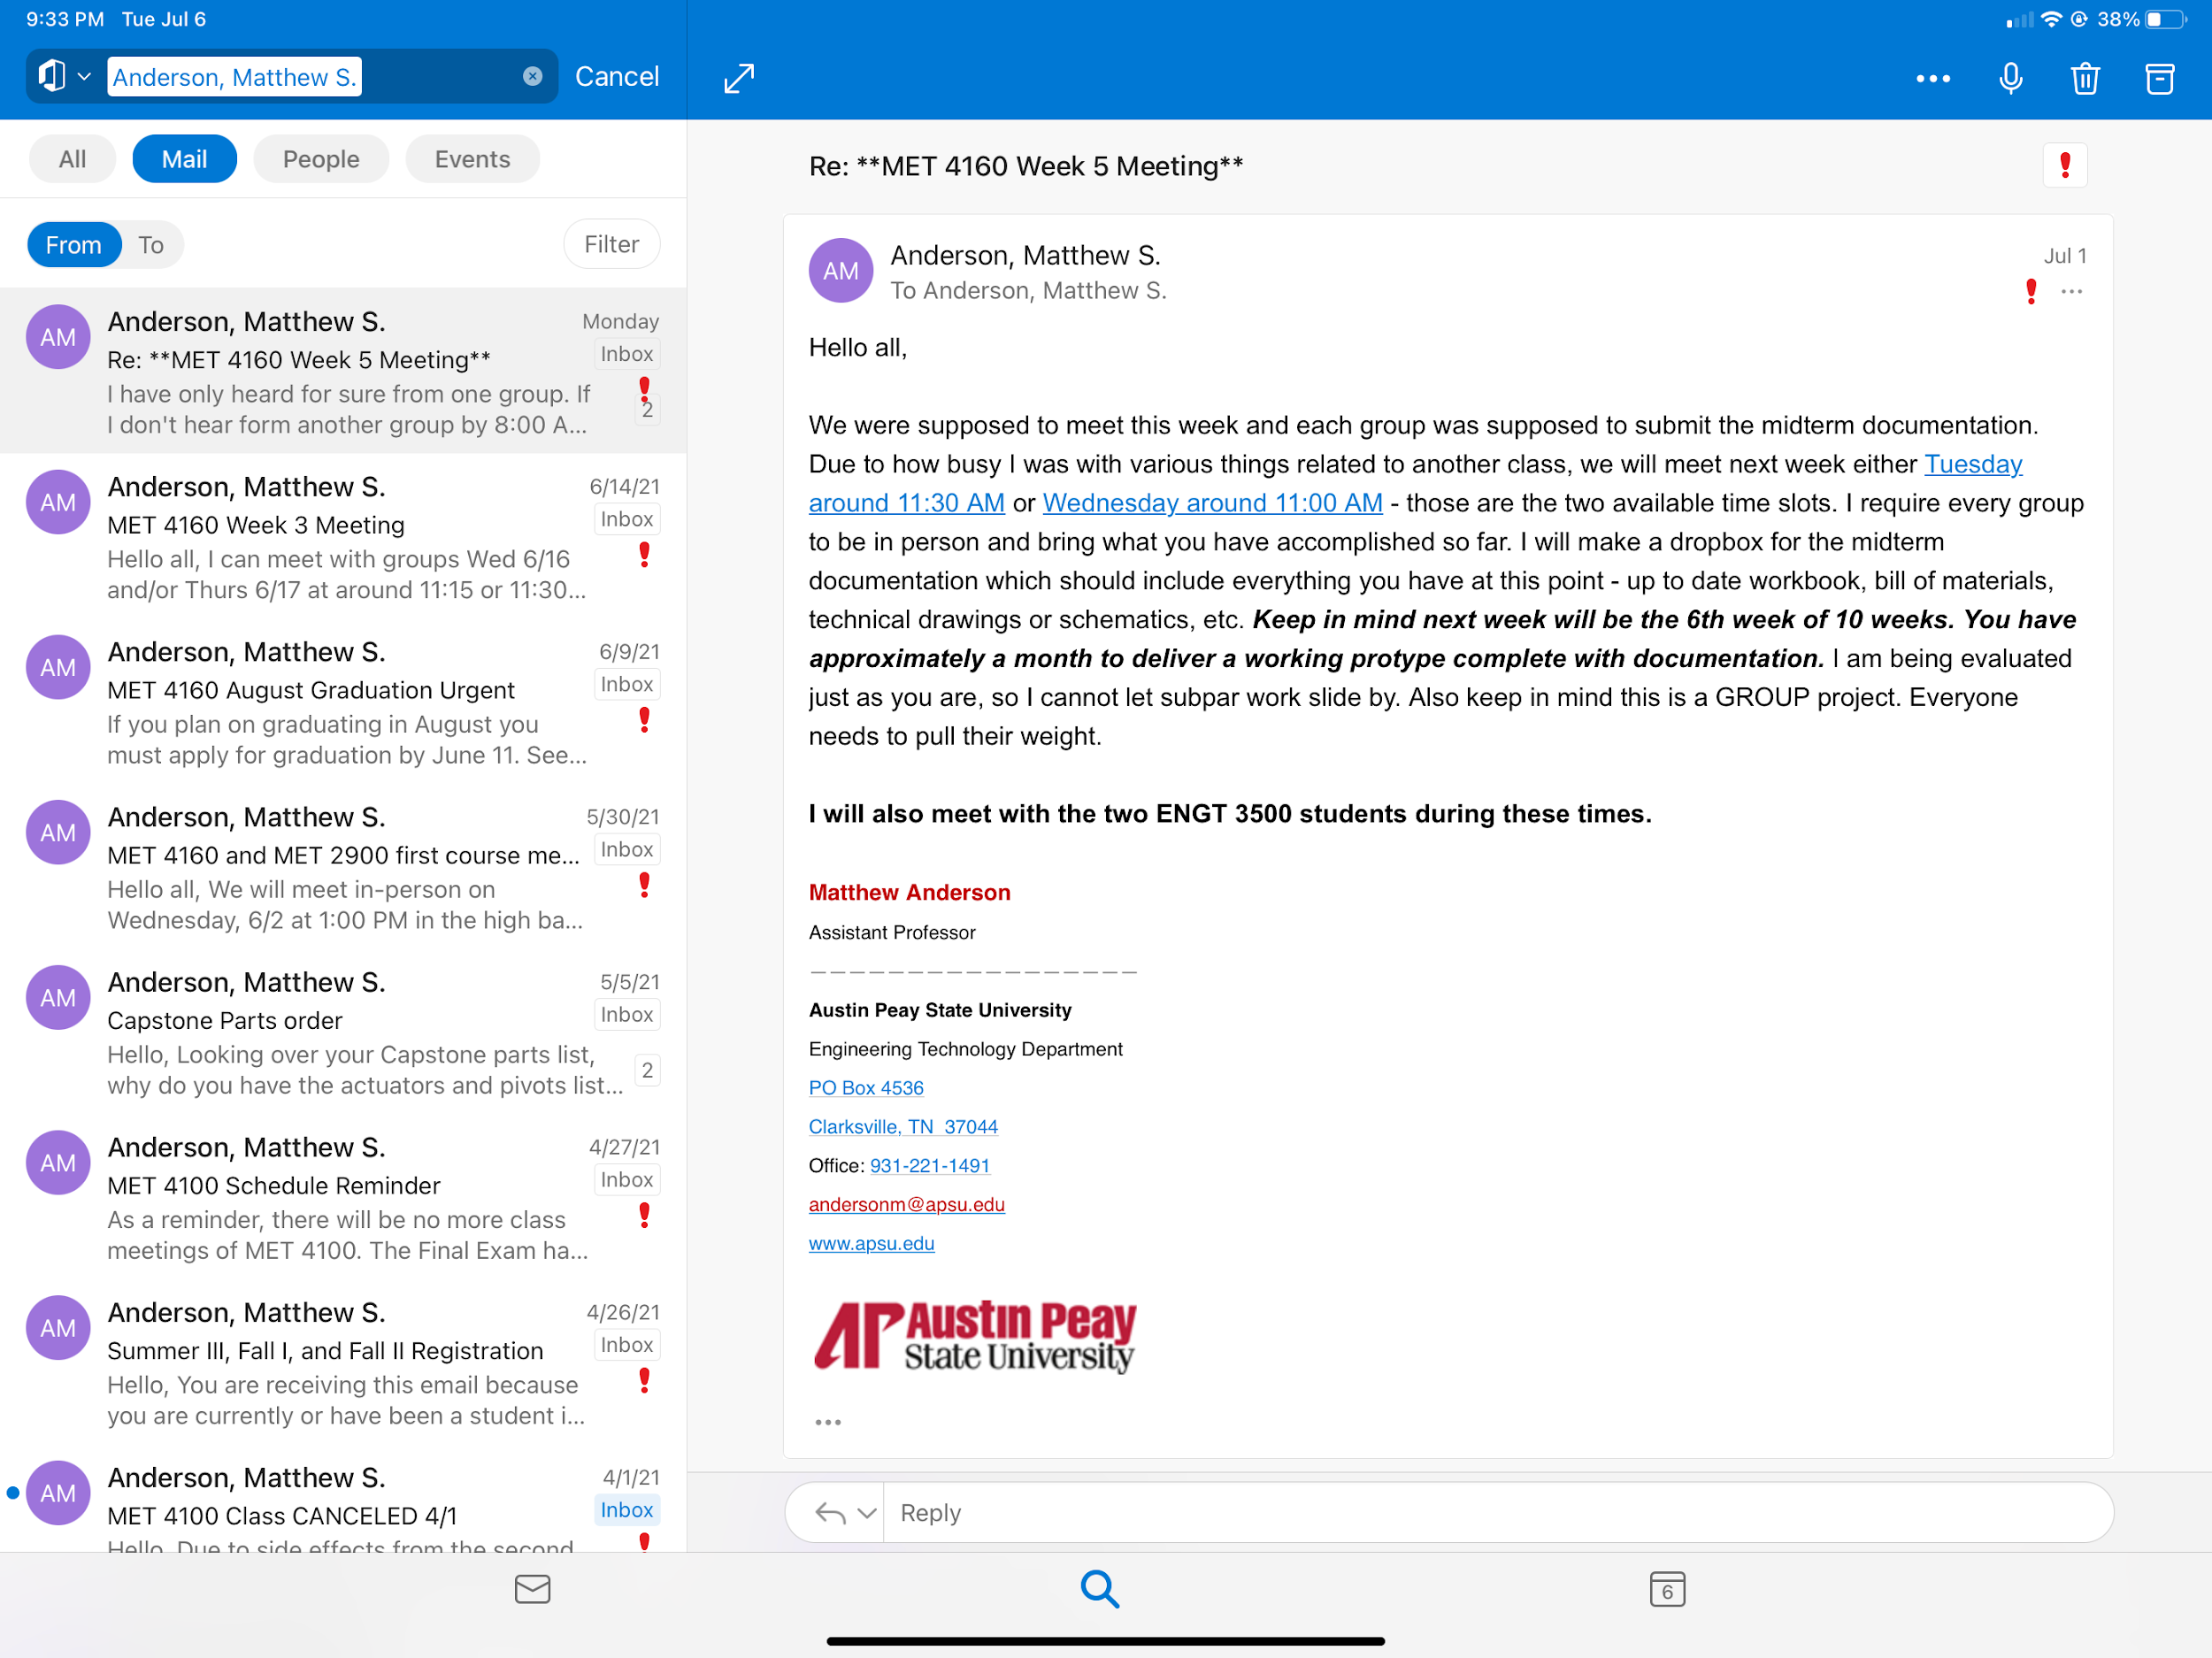 9:33 PM Tue Jul 6
38%
Anderson, Matthew S.
Cancel
All Mail People Events
From To Filter
Anderson, Matthew S. Monday
Re: **MET 4160 Week 5 Meeting** Inbox
I have only heard for sure from one group. If
I don't hear form another group by 8:00 A... 2
Anderson, Matthew S. 6/14/21
MET 4160 Week 3 Meeting Inbox
Hello all, I can meet with groups Wed 6/16
and/or Thurs 6/17 at around 11:15 or 11:30...
Anderson, Matthew S. 6/9/21
MET 4160 August Graduation Urgent Inbox
If you plan on graduating in August you
must apply for graduation by June 11. See...
Anderson, Matthew S. 5/30/21
MET 4160 and MET 2900 first course me... Inbox
Hello all, We will meet in-person on
Wednesday, 6/2 at 1:00 PM in the high ba...
Anderson, Matthew S. 5/5/21
Capstone Parts order Inbox
Hello, Looking over your Capstone parts list,
why do you have the actuators and pivots list... 2
Anderson, Matthew S. 4/27/21
MET 4100 Schedule Reminder Inbox
As a reminder, there will be no more class
meetings of MET 4100. The Final Exam ha...
Anderson, Matthew S. 4/26/21
Summer III, Fall I, and Fall II Registration Inbox
Hello, You are receiving this email because
you are currently or have been a student i...
Anderson, Matthew S. 4/1/21
MET 4100 Class CANCELED 4/1 Inbox
Hello, Due to side effects from the second
AM
AM
AM
AM
AM
AM
AM
AM
Re: **MET 4160 Week 5 Meeting**
AM
Anderson, Matthew S. Jul 1
To Anderson, Matthew S.
Hello all,
We were supposed to meet this week and each group was supposed to submit the midterm documentation.
Due to how busy I was with various things related to another class, we will meet next week either Tuesday
around 11:30 AM or Wednesday around 11:00 AM - those are the two available time slots. I require every group
to be in person and bring what you have accomplished so far. I will make a dropbox for the midterm
documentation which should include everything you have at this point - up to date workbook, bill of materials,
technical drawings or schematics, etc. Keep in mind next week will be the 6th week of 10 weeks. You have
approximately a month to deliver a working protype complete with documentation. I am being evaluated
just as you are, so I cannot let subpar work slide by. Also keep in mind this is a GROUP project. Everyone
needs to pull their weight.
I will also meet with the two ENGT 3500 students during these times.
Matthew Anderson
Assistant Professor
_________________
Austin Peay State University
Engineering Technology Department
PO Box 4536
Clarksville, TN 37044
Office: 931-221-1491
andersonm@apsu.edu
www.apsu.edu
AP Austin Peay
State University
Reply
6